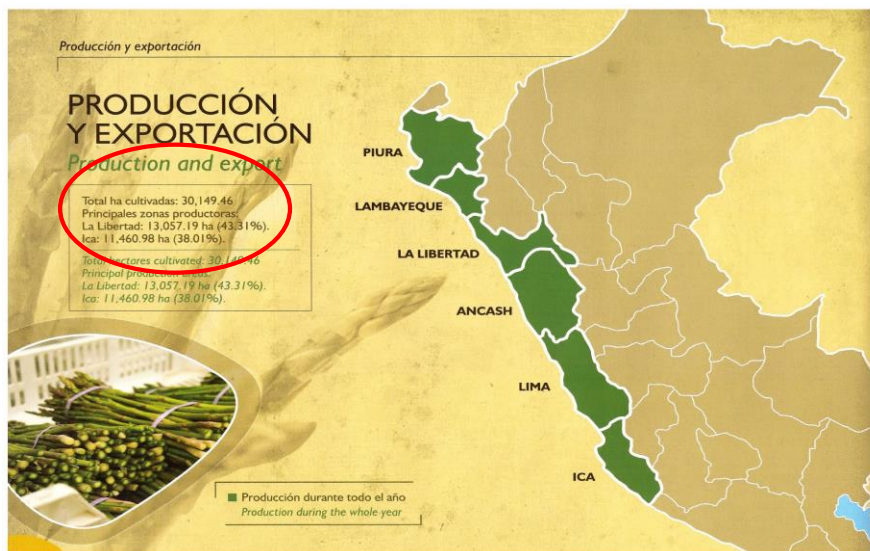 Producción y exportación
PRODUCCIÓN
Y EXPORTACIÓN
Production and export
Total ha cultivadas: 30,149.46
Principales zonas productoras:
La Libertad: 13,057.19 ha (43.31%).
Ica: 11,460.98 ha (38.01%).
Total hectares cultivated: 30,149.46
Principal production areas:
La Libertad: 13,057.19 ha (43.31%).
Ica: 11,460.98 ha (38.01%).
PIURA
LAMBAYEQUE
LA LIBERTAD
ANCASH
LIMA
ICA
Producción durante todo el año
Production during the whole year